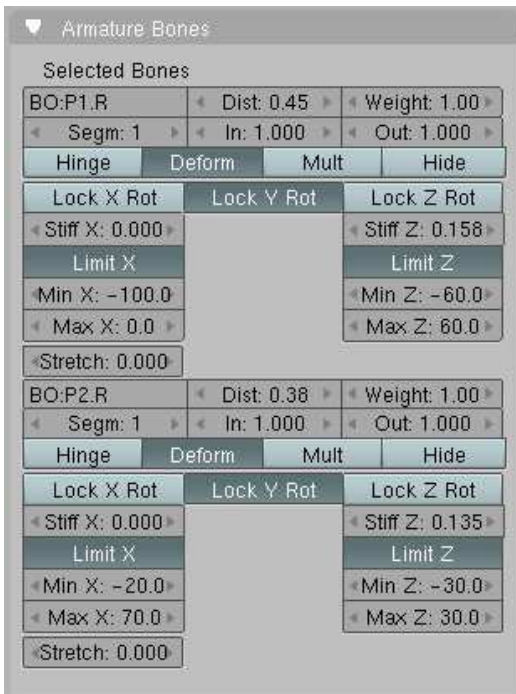 Armature Bones
Selected Bones
BO:P1.R Dist: 0.45 Weight: 1.00
Segm: 1 In: 1.000 Out: 1.000
Hinge Deform Mult Hide
Lock X Rot Lock Y Rot Lock Z Rot
Stiff X: 0.000 Stiff Z: 0.158
Limit X Limit Z
Min X: -100.0 Min Z: -60.0
Max X: 0.0 Max Z: 60.0
Stretch: 0.000
BO:P2.R Dist: 0.38 Weight: 1.00
Segm: 1 In: 1.000 Out: 1.000
Hinge Deform Mult Hide
Lock X Rot Lock Y Rot Lock Z Rot
Stiff X: 0.000 Stiff Z: 0.135
Limit X Limit Z
Min X: -20.0 Min Z: -30.0
Max X: 70.0 Max Z: 30.0
Stretch: 0.000